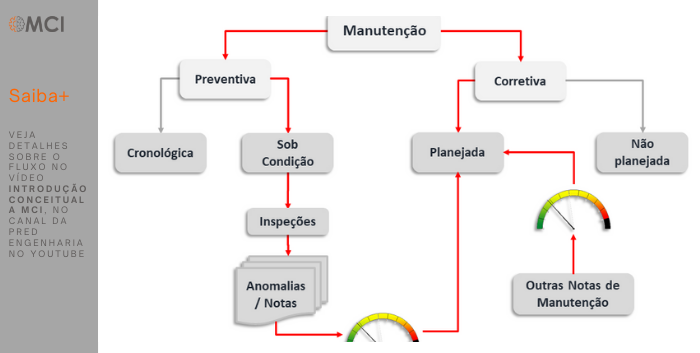 MCI
Saiba+
VEJA
DETALHES
SOBRE O
FLUXO NO
VÍDEO
INTRODUÇÃO
CONCEITUAL
A MCI, NO
CANAL DA
PRED
ENGENHARIA
NO YOUTUBE
Manutenção
Preventiva
Corretiva
Cronológica
Sob
Condição
Planejada
Não
planejada
Inspeções
Anomalias
/ Notas
Outras Notas de
Manutenção